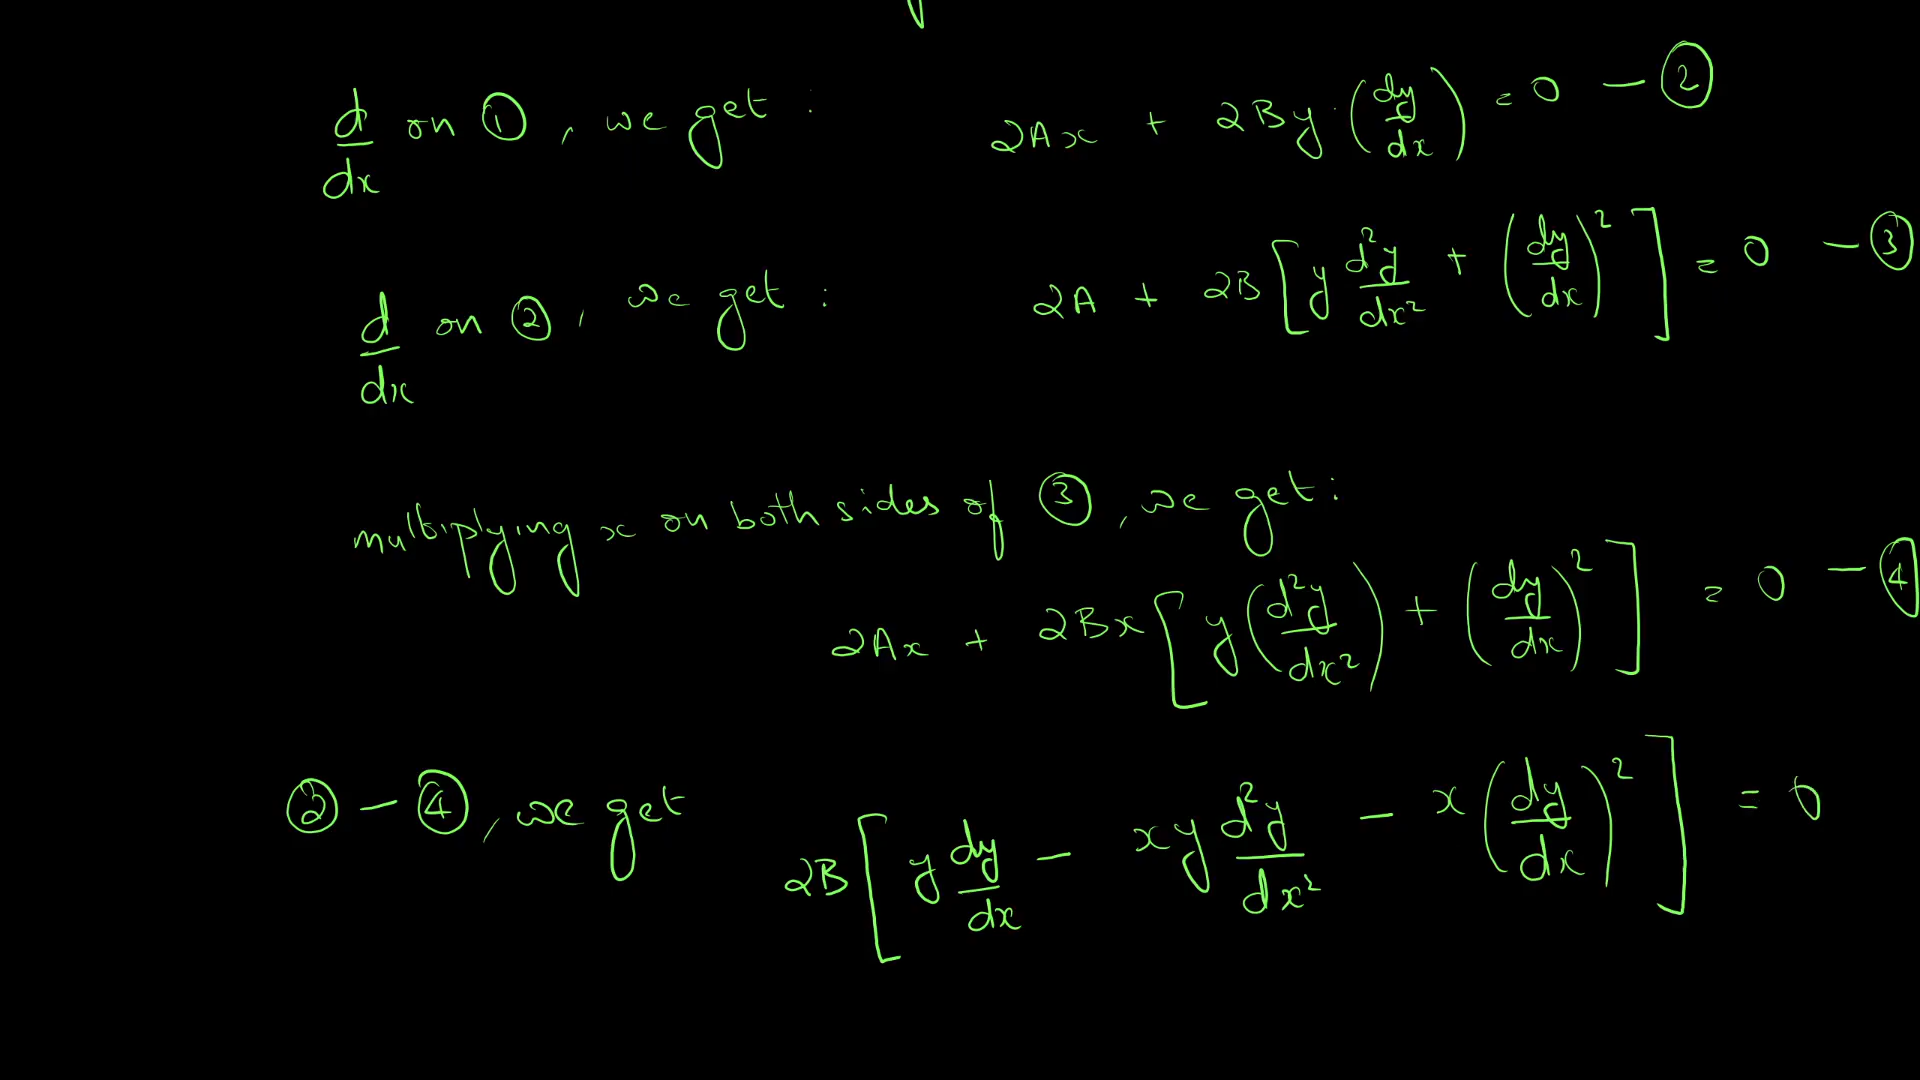 d/dx on ①, we get : 2Ax + 2By·(dy/dx) = 0 — ②
d/dx on ②, we get : 2A + 2B[y d²y/dx² + (dy/dx)²] = 0 — ③
multiplying x on both sides of ③, we get :
2Ax + 2Bx[y(d²y/dx²) + (dy/dx)²] = 0 — ④
② — ④, we get 2B[y dy/dx — xy d²y/dx² — x(dy/dx)²] = 0